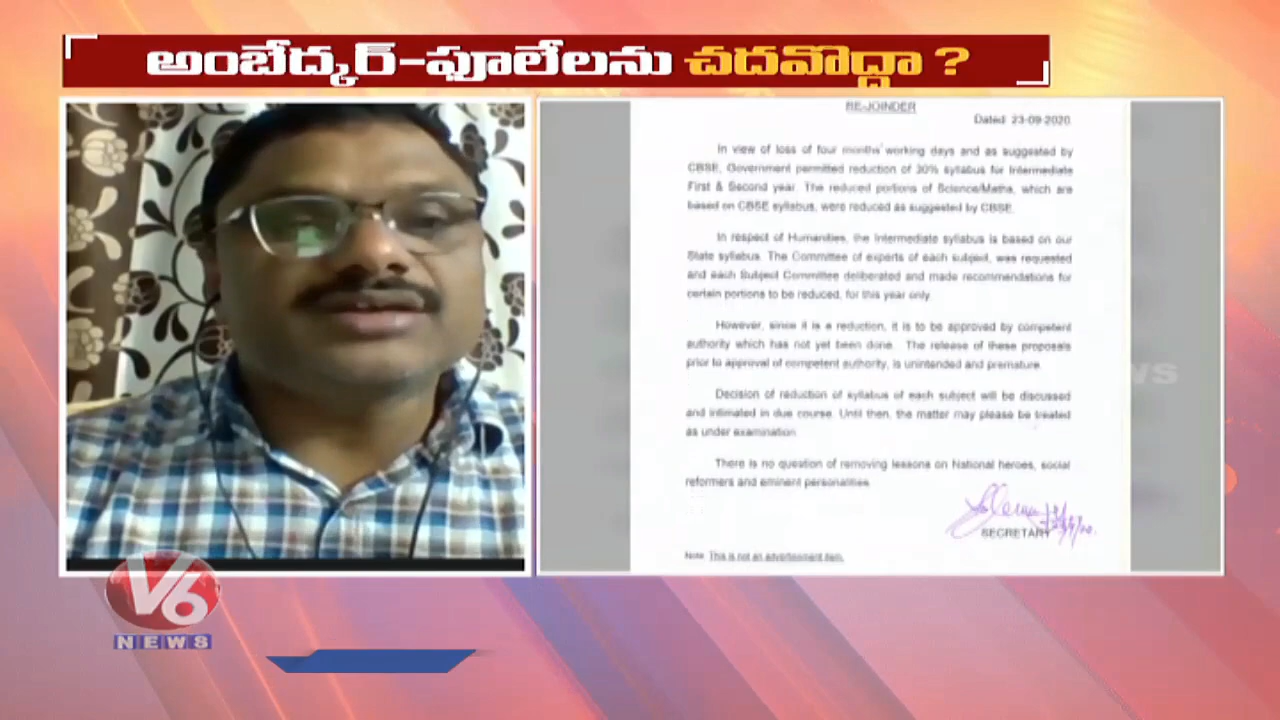 అంబేద్కర్-ఫూలేలను చదవొద్దా ?
RE-JOINDER
Dated: 23-09-2020
In view of loss of four months' working days and as suggested by
CBSE, Government permitted reduction of 30% syllabus for Intermediate
First & Second year. The reduced portions of Science/Maths, which are
based on CBSE syllabus, were reduced as suggested by CBSE.
In respect of Humanities, the Intermediate syllabus is based on our
State syllabus. The Committee of experts of each subject, was requested
and each Subject Committee deliberated and made recommendations for
certain portions to be reduced, for this year only.
However, since it is a reduction, it is to be approved by competent
authority which has not yet been done. The release of these proposals
prior to approval of competent authority, is unintended and premature.
Decision of reduction of syllabus of each subject will be discussed
and intimated in due course. Until then, the matter may please be treated
as under examination.
There is no question of removing lessons on National heroes, social
reformers and eminent personalities.
SECRETARY
Note: This is not an advertisement item.
V6
NEWS